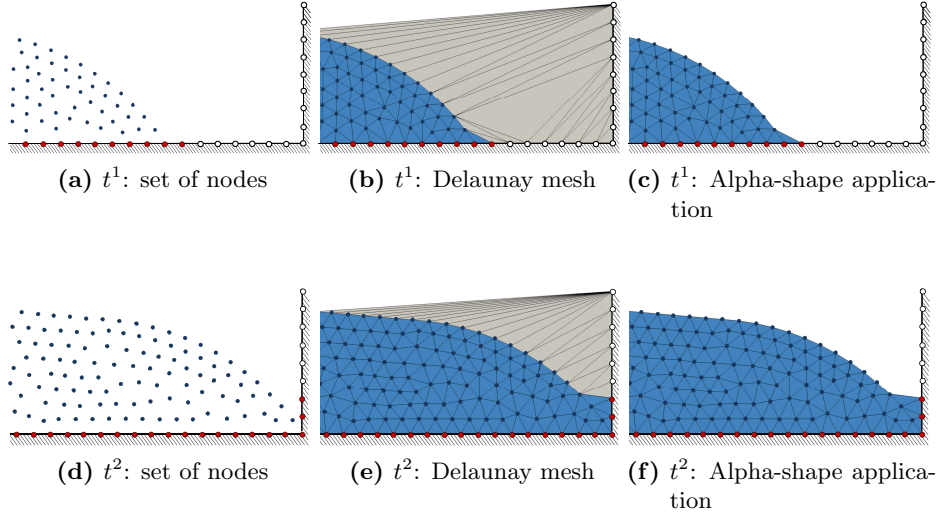 (a) t¹: set of nodes
(b) t¹: Delaunay mesh
(c) t¹: Alpha-shape applica-
tion
(d) t²: set of nodes
(e) t²: Delaunay mesh
(f) t²: Alpha-shape applica-
tion